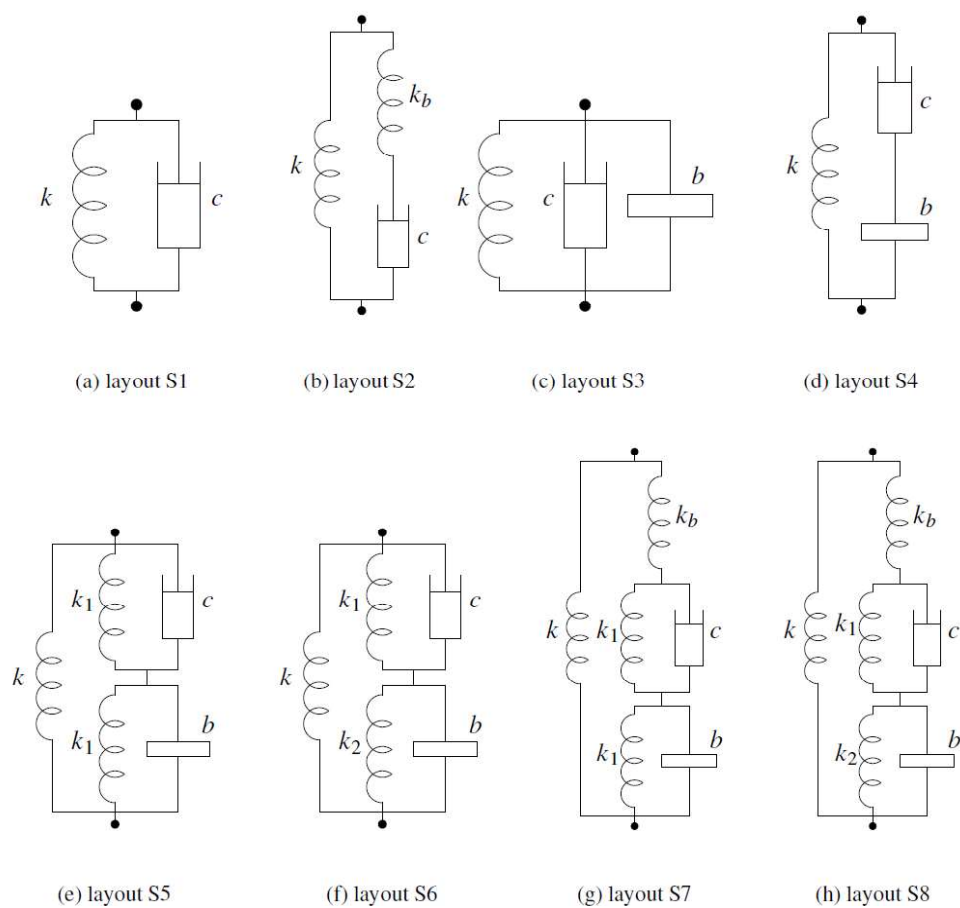 k
c
(a) layout S1
k_b
k
c
(b) layout S2
k
c
b
(c) layout S3
c
k
b
(d) layout S4
k_1
c
k
k_1
b
(e) layout S5
k_1
c
k
k_2
b
(f) layout S6
k_b
k
k_1
c
k_1
b
(g) layout S7
k_b
k
k_1
c
k_2
b
(h) layout S8